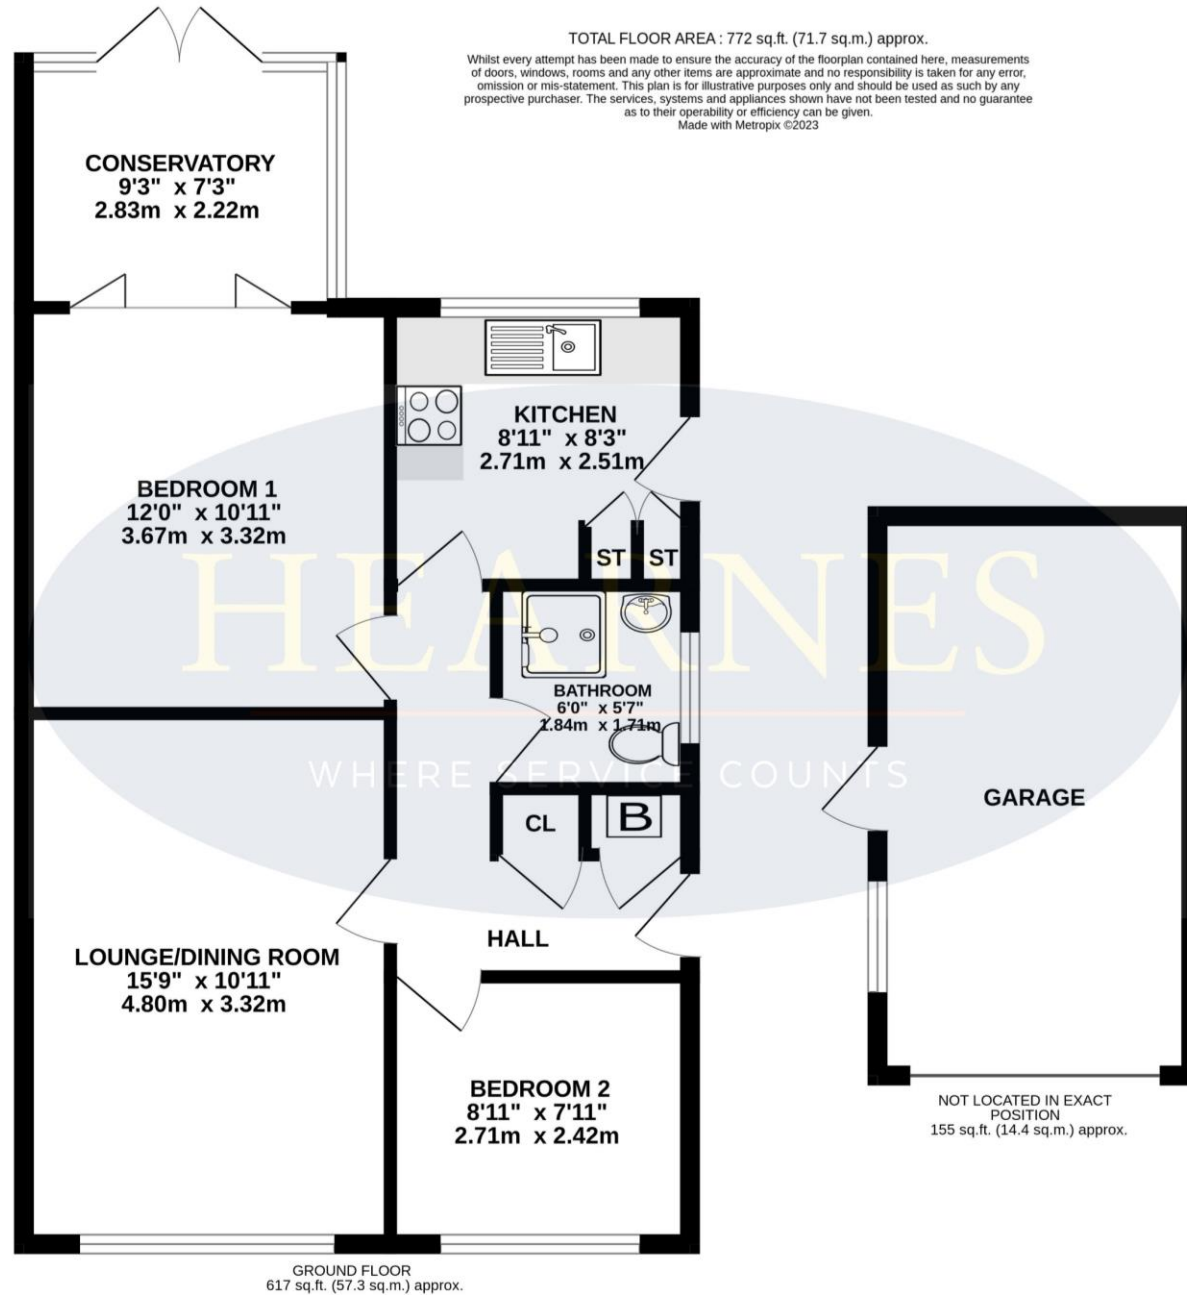 TOTAL FLOOR AREA : 772 sq.ft. (71.7 sq.m.) approx.
Whilst every attempt has been made to ensure the accuracy of the floorplan contained here, measurements
of doors, windows, rooms and any other items are approximate and no responsibility is taken for any error,
omission or mis-statement. This plan is for illustrative purposes only and should be used as such by any
prospective purchaser. The services, systems and appliances shown have not been tested and no guarantee
as to their operability or efficiency can be given.
Made with Metropix ©2023
CONSERVATORY
9'3" x 7'3"
2.83m x 2.22m
KITCHEN
8'11" x 8'3"
2.71m x 2.51m
BEDROOM 1
12'0" x 10'11"
3.67m x 3.32m
ST
ST
HEARNES
BATHROOM
6'0" x 5'7"
1.84m x 1.71m
WHERE SERVICE COUNTS
GARAGE
CL
B
HALL
LOUNGE/DINING ROOM
15'9" x 10'11"
4.80m x 3.32m
BEDROOM 2
8'11" x 7'11"
2.71m x 2.42m
NOT LOCATED IN EXACT
POSITION
155 sq.ft. (14.4 sq.m.) approx.
GROUND FLOOR
617 sq.ft. (57.3 sq.m.) approx.